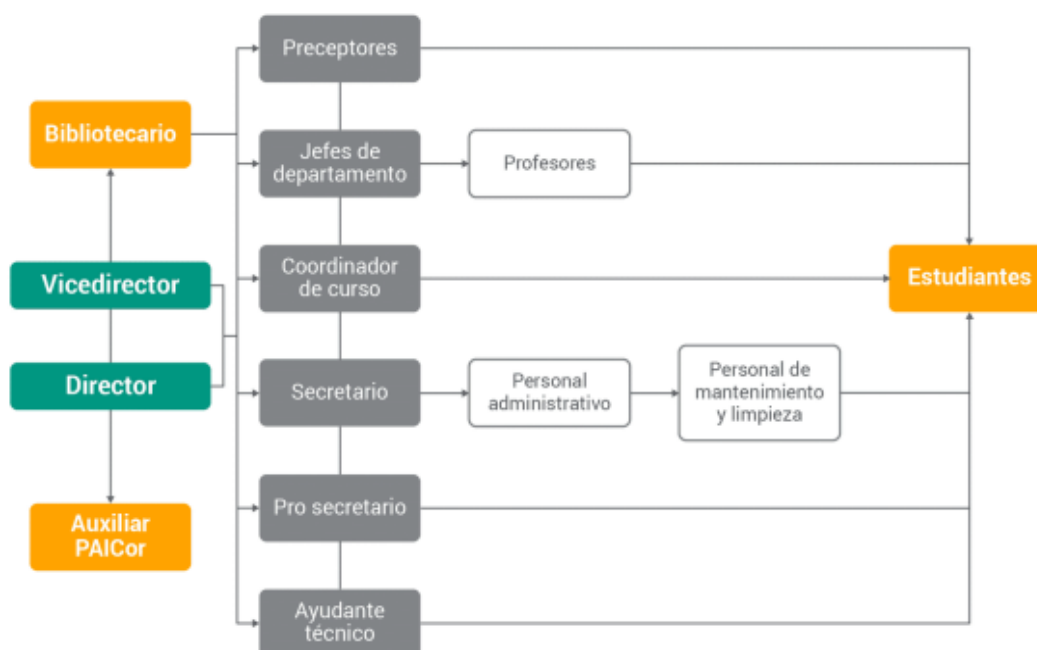 Preceptores
Bibliotecario
Jefes de
departamento
Profesores
Vicedirector
Coordinador
de curso
Estudiantes
Director
Secretario
Personal
administrativo
Personal de
mantenimiento
y limpieza
Auxiliar
PAICor
Pro secretario
Ayudante
técnico